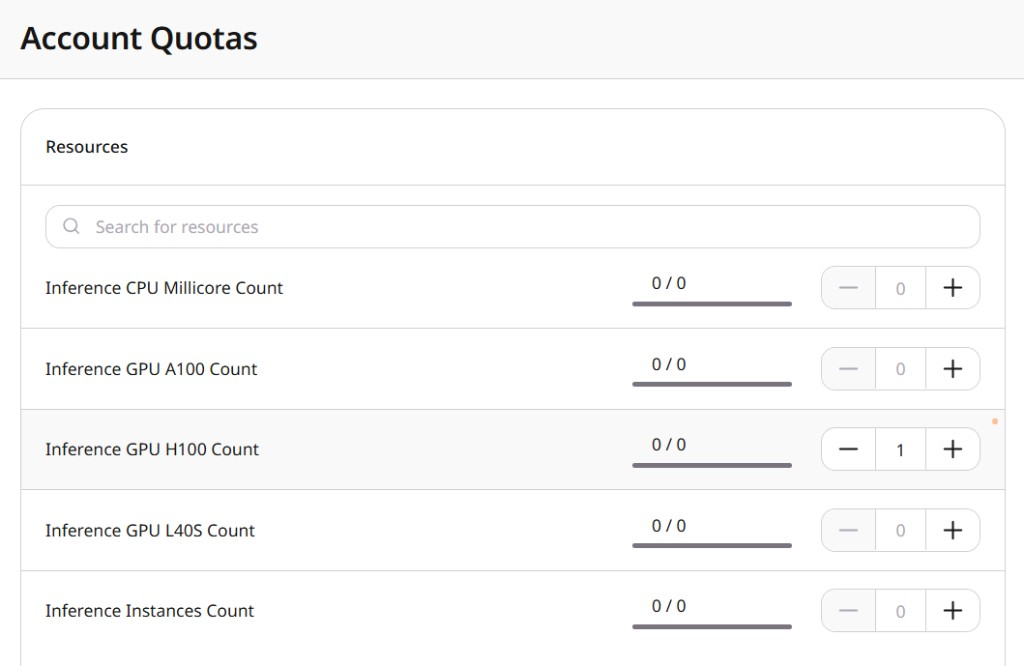 Account Quotas
Resources
Search for resources
Inference CPU Millicore Count 0 / 0 0
Inference GPU A100 Count 0 / 0 0
Inference GPU H100 Count 0 / 0 1
Inference GPU L40S Count 0 / 0 0
Inference Instances Count 0 / 0 0